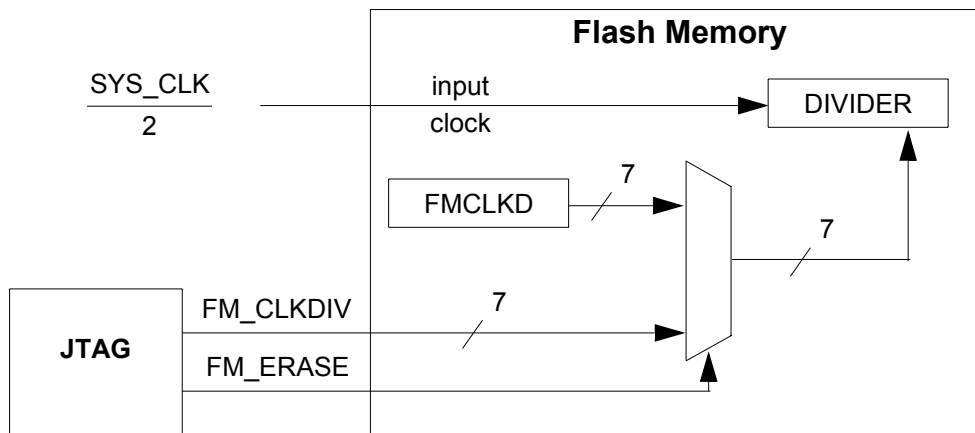 Flash Memory
SYS_CLK
2
input
clock
DIVIDER
FMCLKD
7
7
FM_CLKDIV
7
JTAG
FM_ERASE